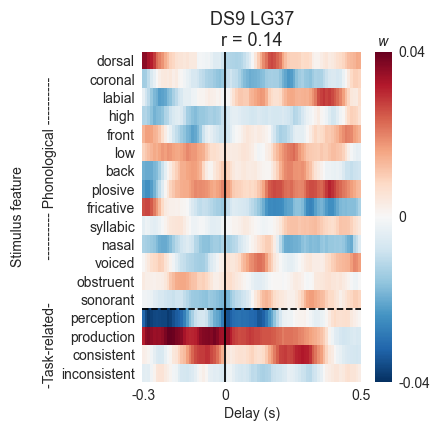 DS9 LG37
r = 0.14
w
dorsal
coronal
labial
high
front
low
back
plosive
fricative
syllabic
nasal
voiced
obstruent
sonorant
perception
production
consistent
inconsistent
Stimulus feature
---------- Phonological ----------
-Task-related-
0.04
0
-0.04
-0.3 0 0.5
Delay (s)